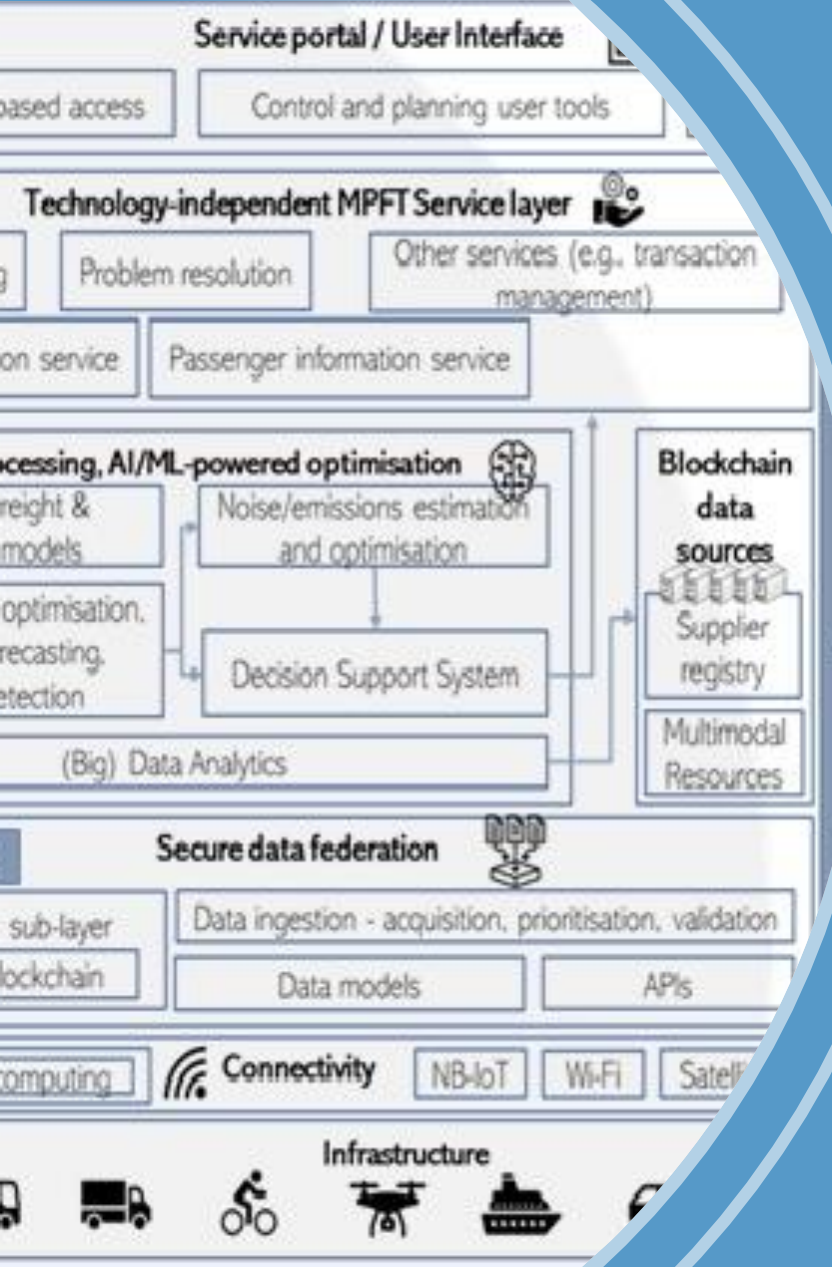 Service portal / User Interface
based access
Control and planning user tools
Technology-independent MPFT Service layer
g
Problem resolution
Other services (e.g., transaction
management)
on service
Passenger information service
ocessing, AI/ML-powered optimisation
reight &
models
Noise/emissions estimation
and optimisation
optimisation,
recasting,
etection
Decision Support System
(Big) Data Analytics
Blockchain
data
sources
Supplier
registry
Multimodal
Resources
Secure data federation
sub-layer
lockchain
Data ingestion - acquisition, prioritisation, validation
Data models
APIs
computing
Connectivity
NB-IoT
Wi-Fi
Satell
Infrastructure